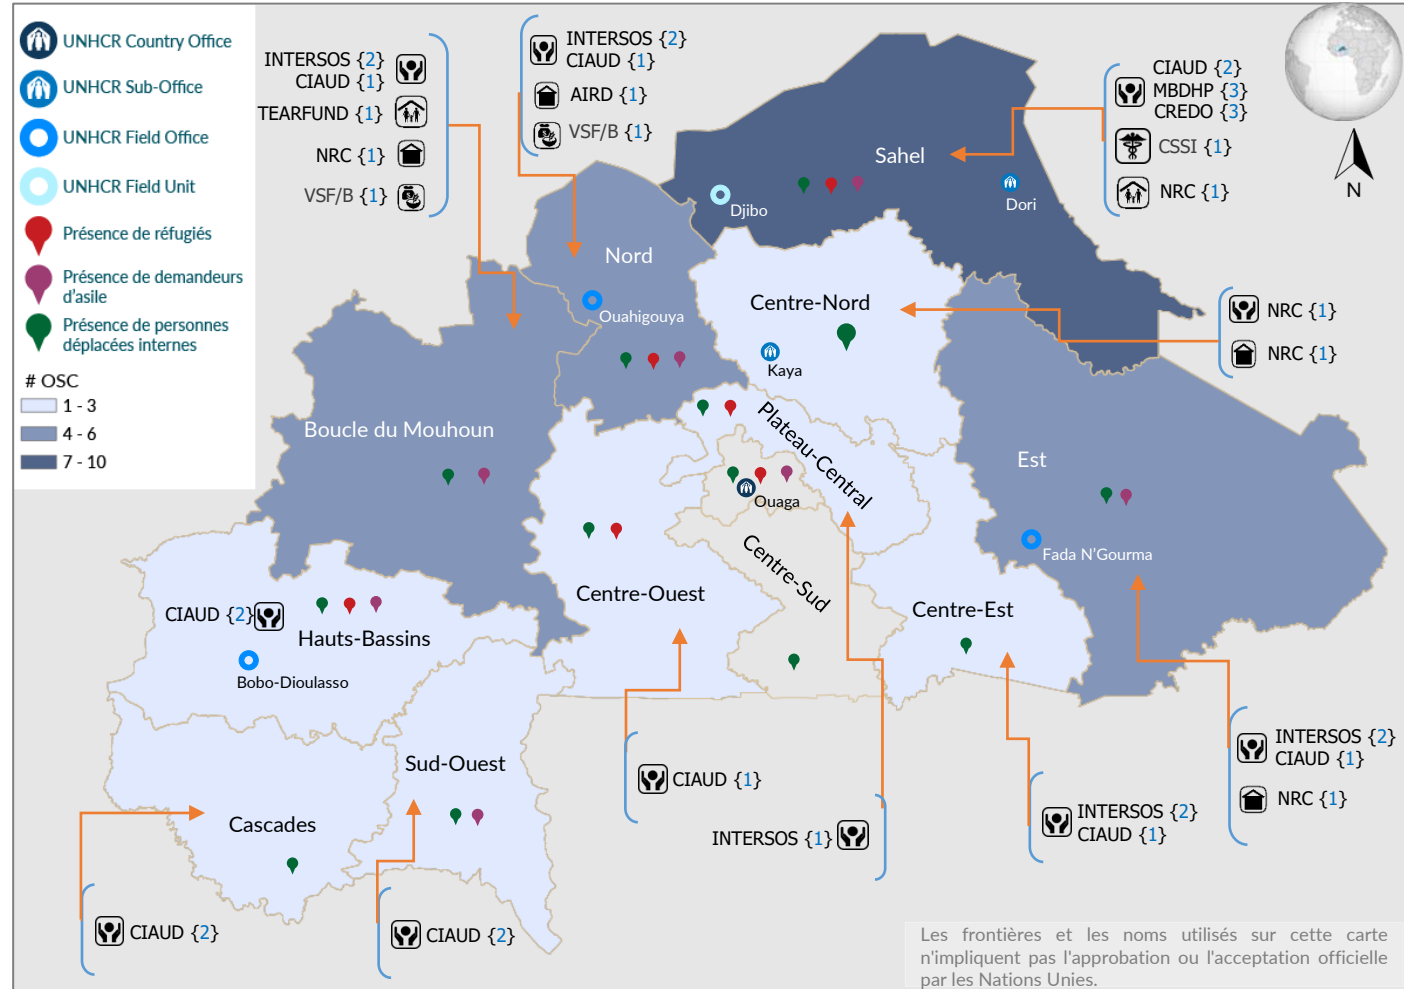 UNHCR Country Office
UNHCR Sub-Office
UNHCR Field Office
UNHCR Field Unit
Présence de réfugiés
Présence de demandeurs
d'asile
Présence de personnes
déplacées internes
# OSC
1 - 3
4 - 6
7 - 10
INTERSOS {2}
CIAUD {1}
TEARFUND {1}
NRC {1}
VSF/B {1}
INTERSOS {2}
CIAUD {1}
AIRD {1}
VSF/B {1}
CIAUD {2}
MBDHP {3}
CREDO {3}
CSSI {1}
NRC {1}
N
Sahel
Djibo
Dori
Nord
Ouahigouya
Centre-Nord
Kaya
NRC {1}
NRC {1}
Boucle du Mouhoun
Plateau-Central
Ouaga
Est
Fada N'Gourma
Centre-Sud
Centre-Ouest
Centre-Est
CIAUD {2}
Hauts-Bassins
Bobo-Dioulasso
Sud-Ouest
Cascades
CIAUD {1}
INTERSOS {1}
INTERSOS {2}
CIAUD {1}
INTERSOS {2}
CIAUD {1}
NRC {1}
CIAUD {2}
CIAUD {2}
Les frontières et les noms utilisés sur cette carte
n'impliquent pas l'approbation ou l'acceptation officielle
par les Nations Unies.